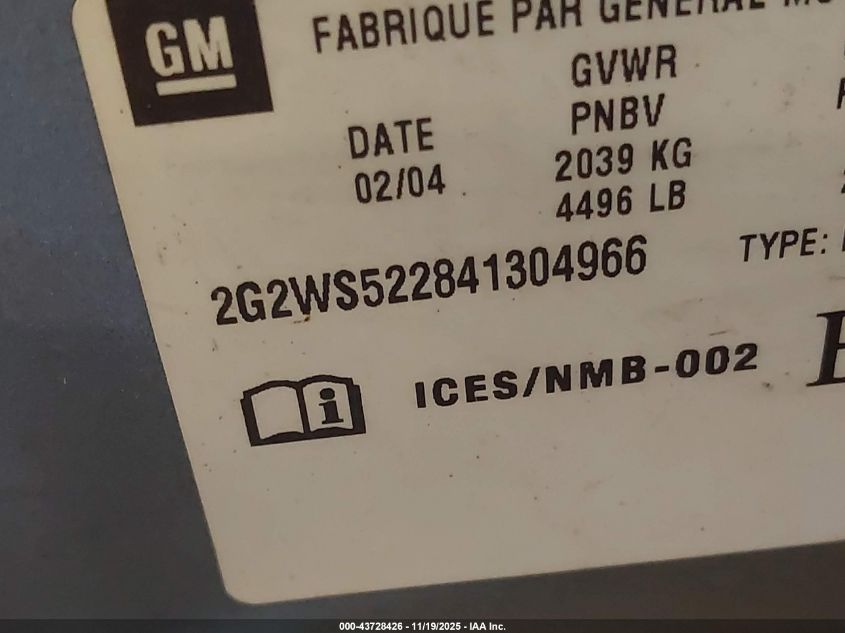 GM
FABRIQUE PAR GENERAL
GVWR
PNBV
DATE
2039 KG
02/04
4496 LB
2G2WS522841304966
TYPE:
ICES/NMB-002
i
000-43728426 - 11/19/2025 - IAA Inc.